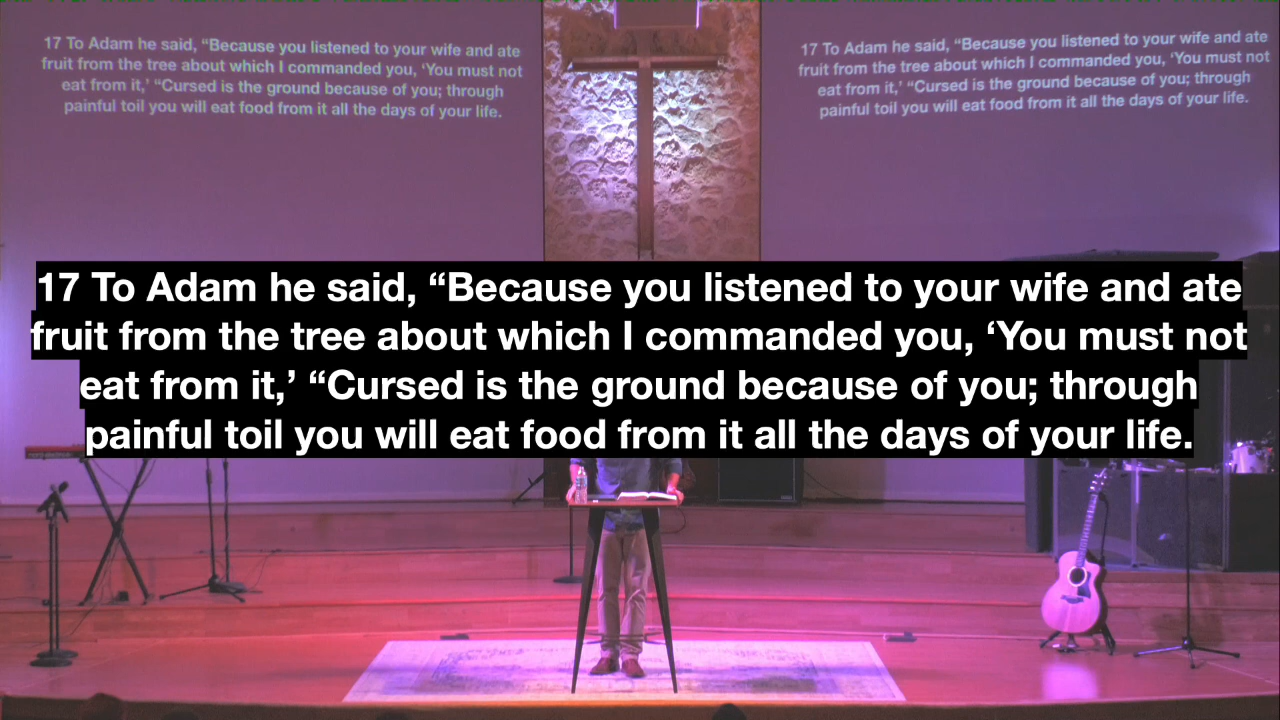 17 To Adam he said, “Because you listened to your wife and ate
fruit from the tree about which I commanded you, ‘You must not
eat from it,’ “Cursed is the ground because of you; through
painful toil you will eat food from it all the days of your life.
17 To Adam he said, “Because you listened to your wife and ate
fruit from the tree about which I commanded you, ‘You must not
eat from it,’ “Cursed is the ground because of you; through
painful toil you will eat food from it all the days of your life.
17 To Adam he said, “Because you listened to your wife and ate
fruit from the tree about which I commanded you, ‘You must not
eat from it,’ “Cursed is the ground because of you; through
painful toil you will eat food from it all the days of your life.